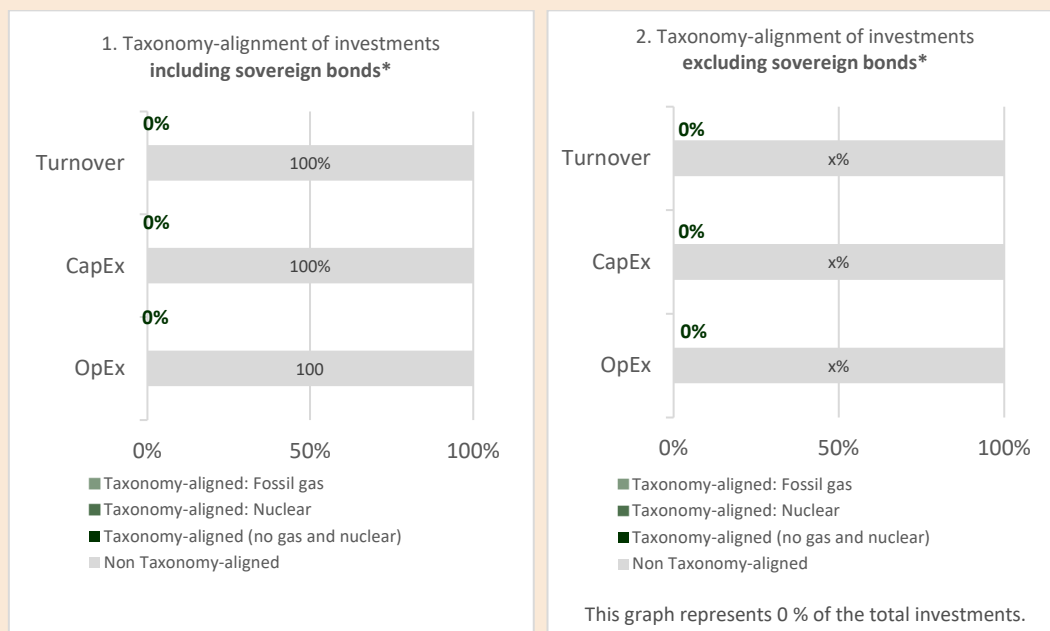 1. Taxonomy-alignment of investments
including sovereign bonds*
0%
Turnover
100%
0%
CapEx
100%
0%
OpEx
100
0%
50%
100%
Taxonomy-aligned: Fossil gas
Taxonomy-aligned: Nuclear
Taxonomy-aligned (no gas and nuclear)
Non Taxonomy-aligned
2. Taxonomy-alignment of investments
excluding sovereign bonds*
0%
Turnover
x%
0%
CapEx
x%
0%
OpEx
x%
0%
50%
100%
Taxonomy-aligned: Fossil gas
Taxonomy-aligned: Nuclear
Taxonomy-aligned (no gas and nuclear)
Non Taxonomy-aligned
This graph represents 0 % of the total investments.